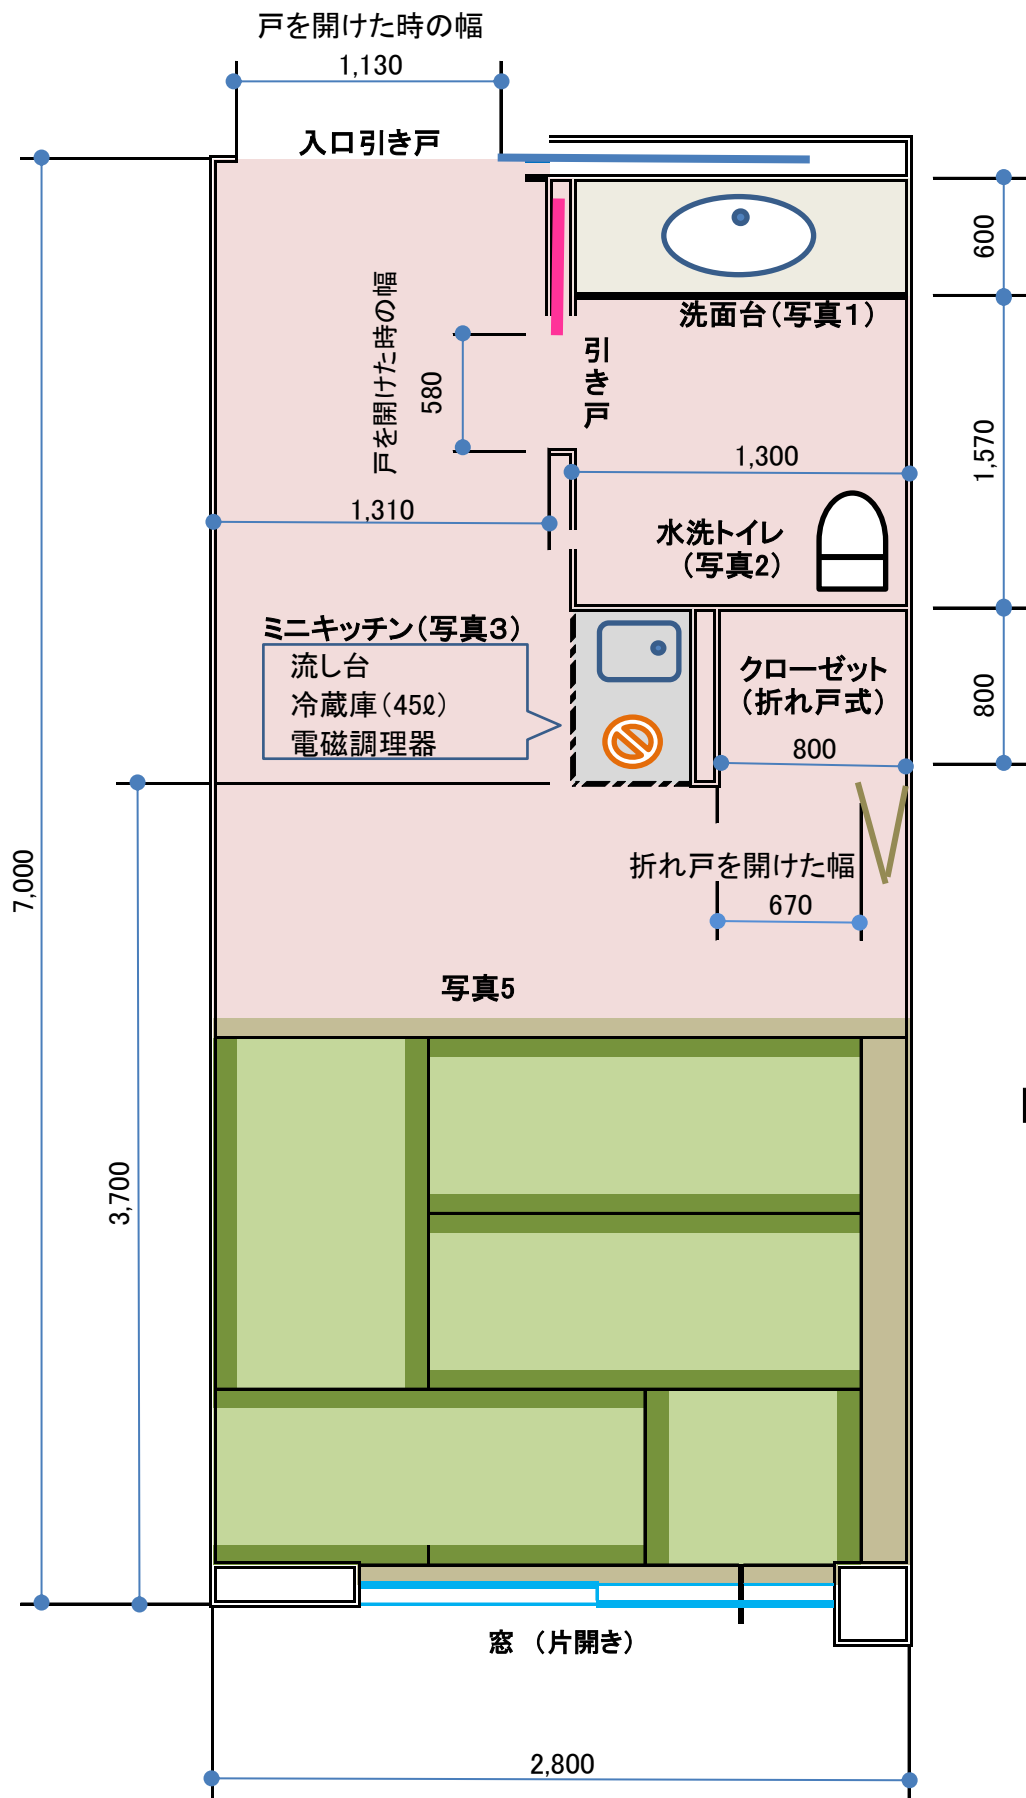 戸を開けた時の幅
1,130
入口引き戸
600
洗面台(写真1)
戸を開けた時の幅
580
引き戸
1,570
1,300
1,310
水洗トイレ
(写真2)
ミニキッチン(写真3)
流し台
冷蔵庫(45ℓ)
電磁調理器
クローゼット
(折れ戸式)
800
800
7,000
折れ戸を開けた幅
670
写真5
3,700
窓 (片開き)
2,800